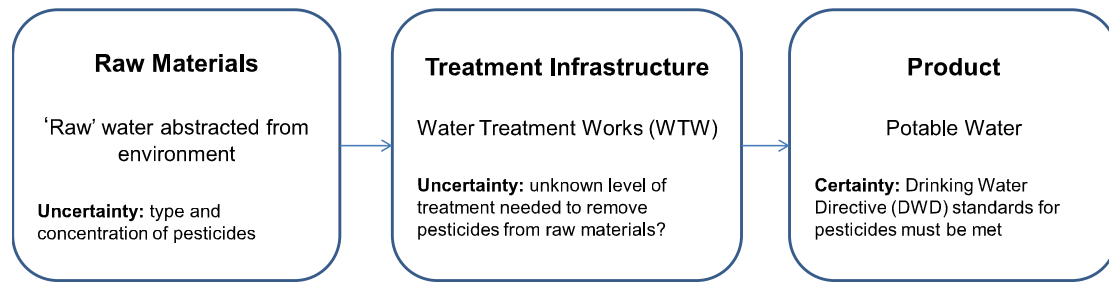 Raw Materials
‘Raw’ water abstracted from
environment
Uncertainty: type and
concentration of pesticides
Treatment Infrastructure
Water Treatment Works (WTW)
Uncertainty: unknown level of
treatment needed to remove
pesticides from raw materials?
Product
Potable Water
Certainty: Drinking Water
Directive (DWD) standards for
pesticides must be met